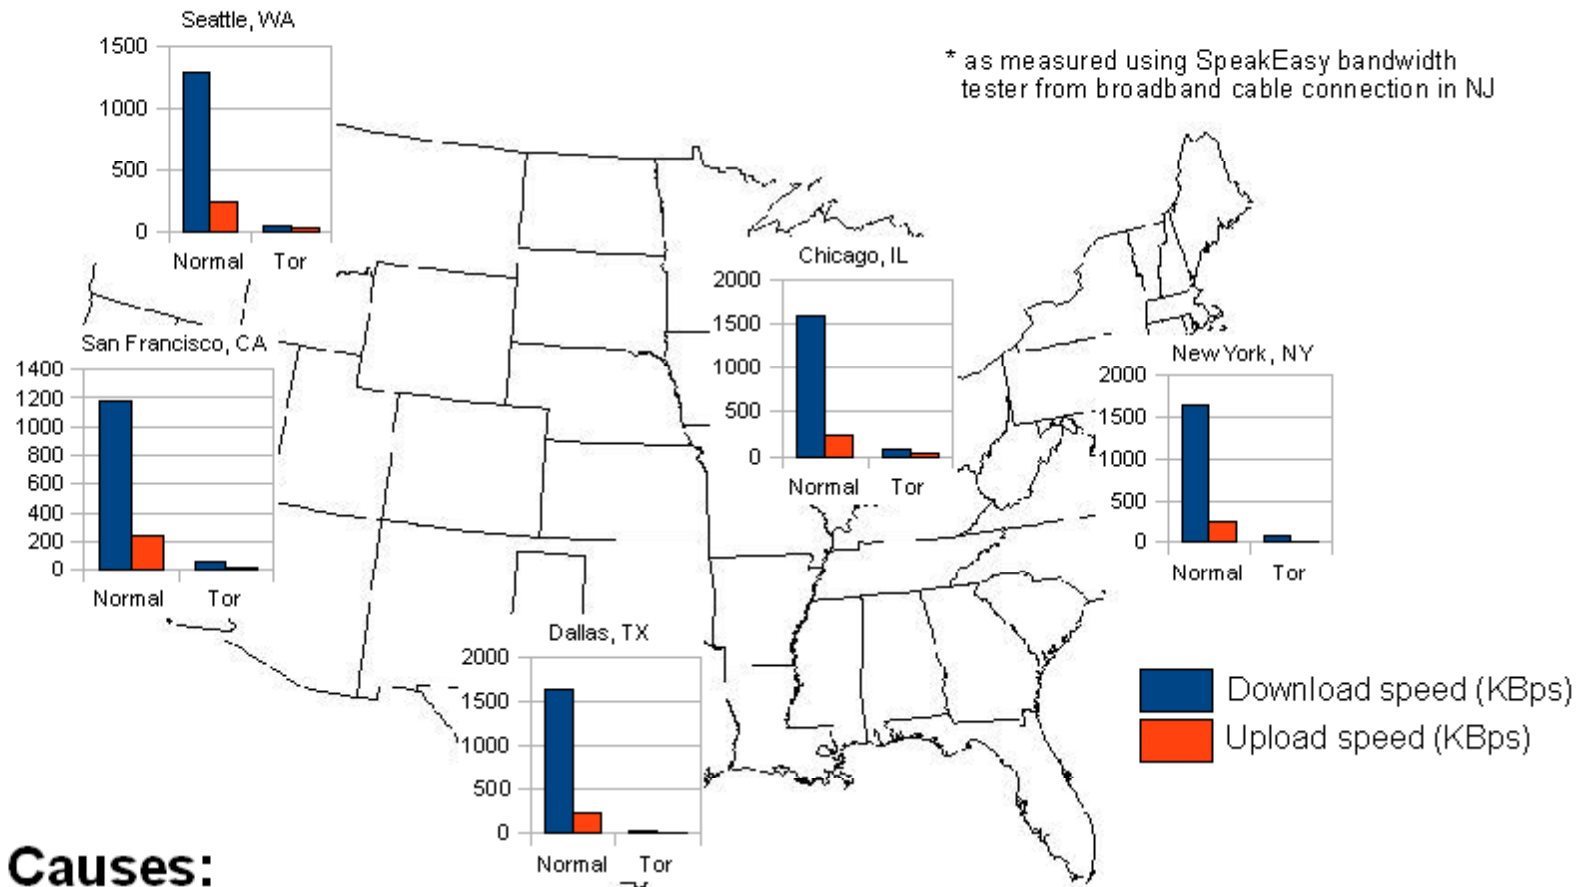 Seattle, WA
1500
1000
500
0
Normal Tor
* as measured using SpeakEasy bandwidth
tester from broadband cable connection in NJ
Chicago, IL
2000
1500
1000
500
0
Normal Tor
San Francisco, CA
1400
1200
1000
800
600
400
200
0
Normal Tor
New York, NY
2000
1500
1000
500
0
Normal Tor
Dallas, TX
2000
1500
1000
500
0
Normal Tor
Download speed (KBps)
Upload speed (KBps)
Causes: